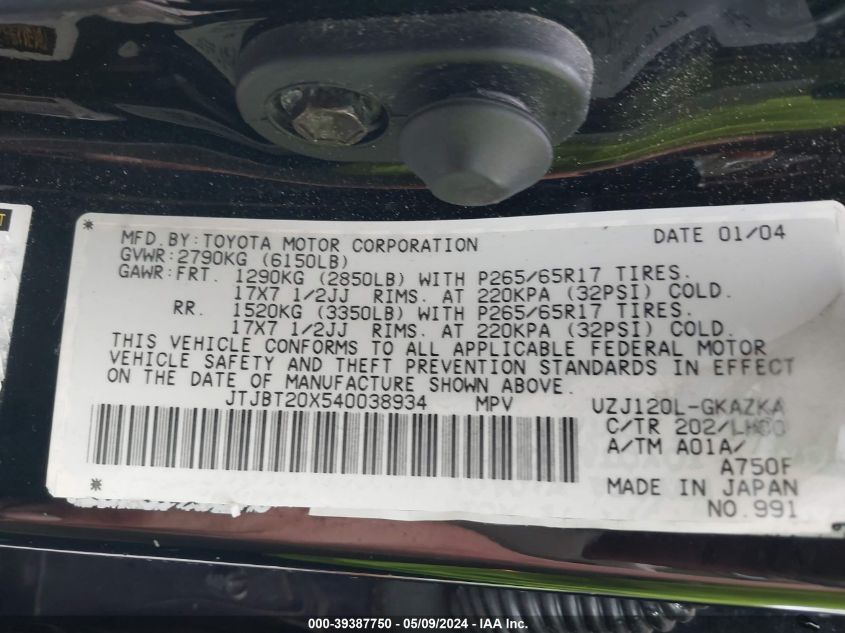 MFD.BY:TOYOTA MOTOR CORPORATION DATE 01/04
GVWR:2790KG (6150LB)
GAWR:FRT. 1290KG (2850LB) WITH P265/65R17 TIRES.
17X7 1/2JJ RIMS. AT 220KPA (32PSI) COLD.
RR. 1520KG (3350LB) WITH P265/65R17 TIRES.
17X7 1/2JJ RIMS. AT 220KPA (32PSI) COLD.
THIS VEHICLE CONFORMS TO ALL APPLICABLE FEDERAL MOTOR
VEHICLE SAFETY AND THEFT PREVENTION STANDARDS IN EFFECT
ON THE DATE OF MANUFACTURE SHOWN ABOVE.
JTJBT20X540038934 MPV UZJ120L-GKAZKA
C/TR 202/
A/TM A01A/
A750F
MADE IN JAPAN
NO.991
000-39387750 - 05/09/2024 - IAA Inc.